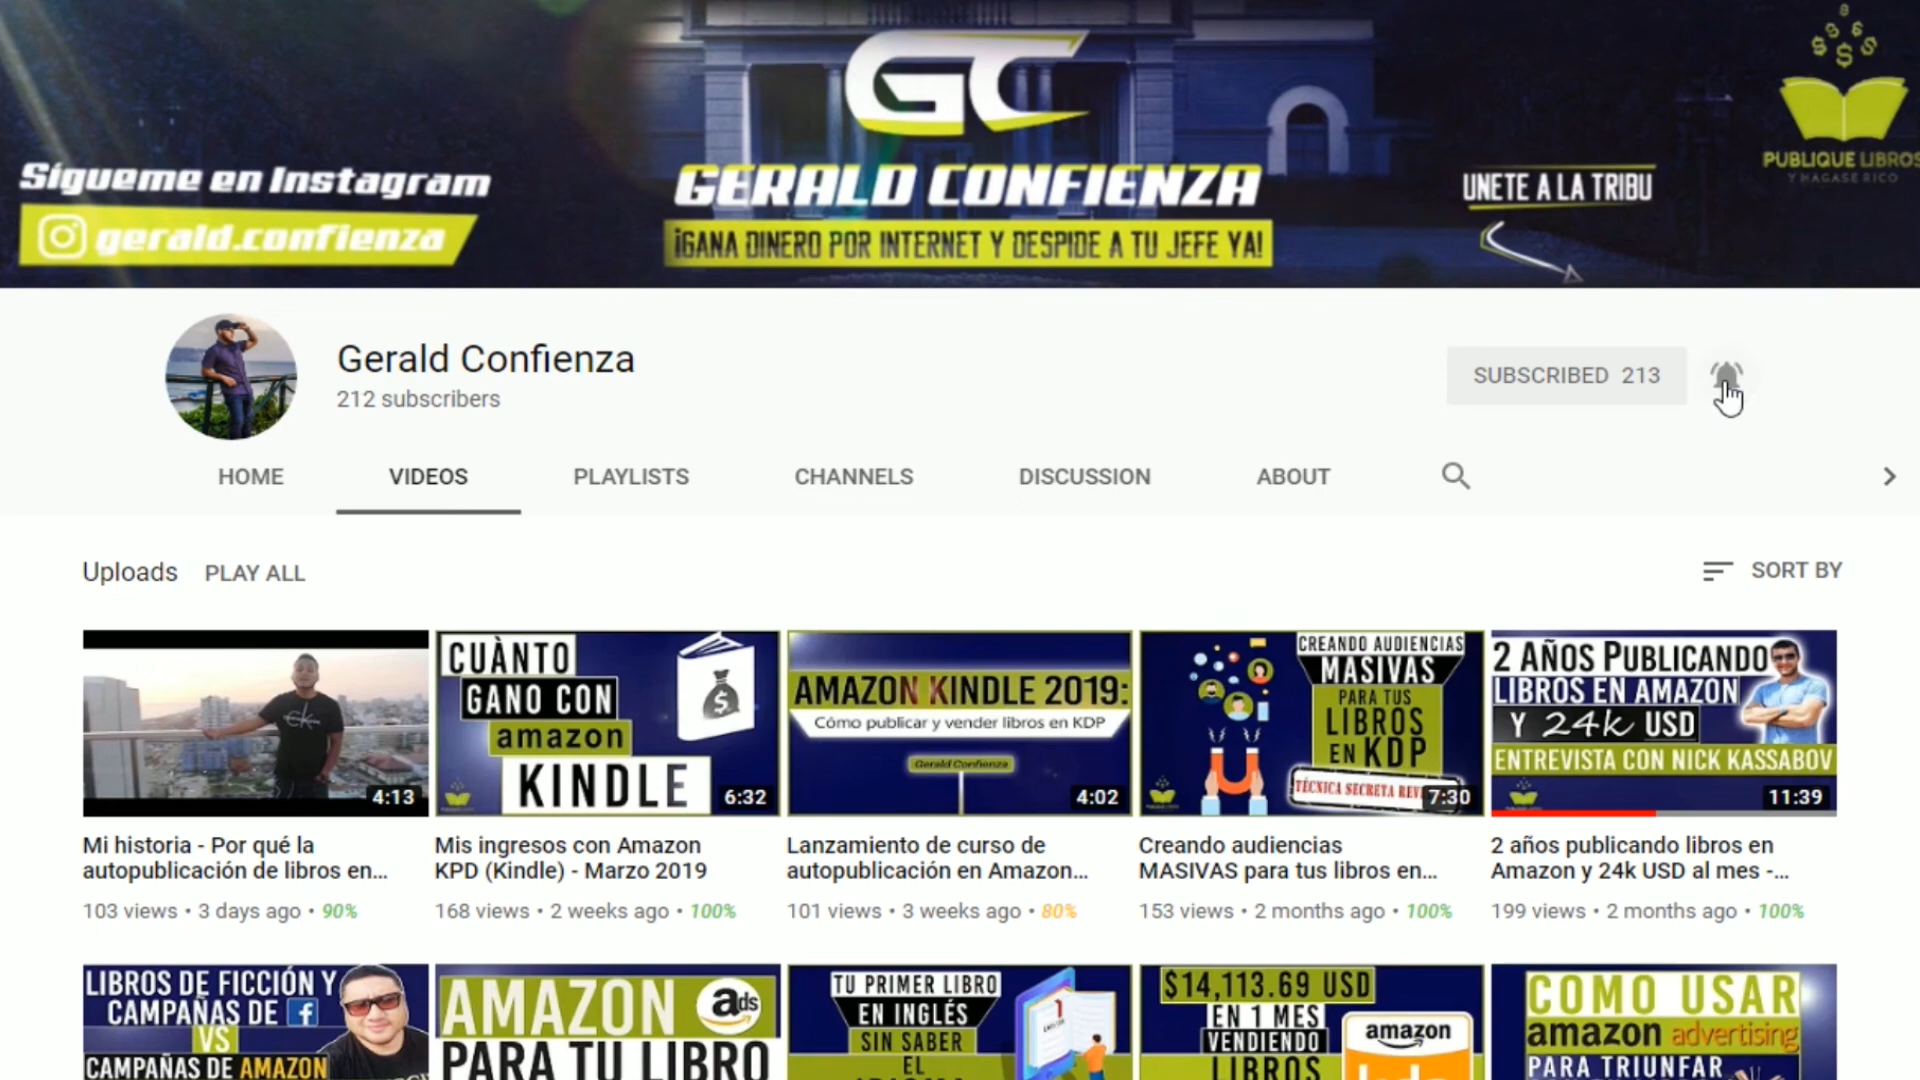 GC
Sígueme en Instagram
gerald.confienza
GERALD CONFIENZA
¡GANA DINERO POR INTERNET Y DESPIDE A TU JEFE YA!
UNETE A LA TRIBU
PUBLIQUE LIBROS
Y HAGASE RICO
Gerald Confienza
212 subscribers
SUBSCRIBED 213
HOME VIDEOS PLAYLISTS CHANNELS DISCUSSION ABOUT
Uploads PLAY ALL
SORT BY
4:13
CUÀNTO
GANO CON
amazon
KINDLE
6:32
AMAZON KINDLE 2019:
Cómo publicar y vender libros en KDP
Gerald Confienza
4:02
CREANDO AUDIENCIAS
MASIVAS
PARA TUS
LIBROS
EN KDP
TÉCNICA SECRETA
7:30
2 AÑOS PUBLICANDO
LIBROS EN AMAZON
Y 24k USD
ENTREVISTA CON NICK KASSABOV
11:39
Mi historia - Por qué la
autopublicación de libros en...
103 views • 3 days ago • 90%
Mis ingresos con Amazon
KPD (Kindle) - Marzo 2019
168 views • 2 weeks ago • 100%
Lanzamiento de curso de
autopublicación en Amazon...
101 views • 3 weeks ago • 80%
Creando audiencias
MASIVAS para tus libros en...
153 views • 2 months ago • 100%
2 años publicando libros en
Amazon y 24k USD al mes -...
199 views • 2 months ago • 100%
LIBROS DE FICCIÓN Y
CAMPAÑAS DE f
VS
CAMPAÑAS DE AMAZON
AMAZON ads
PARA TU LIBRO
TU PRIMER LIBRO
EN INGLÉS
SIN SABER
EL
$14,113.69 USD
EN 1 MES
VENDIENDO
LIBROS
amazon
COMO USAR
amazon advertising
PARA TRIUNFAR